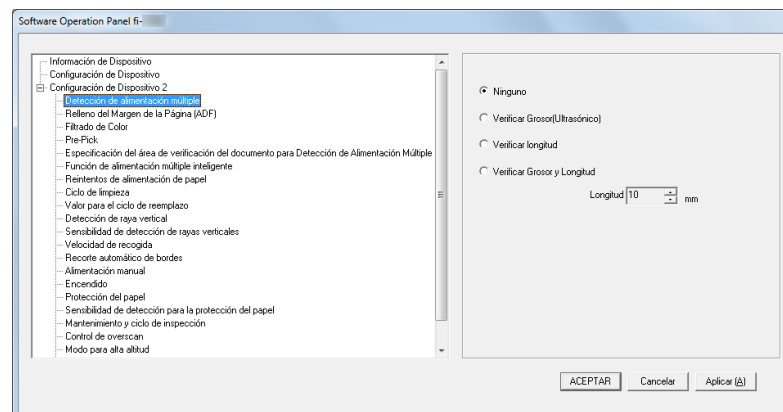 Software Operation Panel fi-
Información de Dispositivo
Configuración de Dispositivo
Configuración de Dispositivo 2
Detección de alimentación múltiple
Relleno del Margen de la Página (ADF)
Filtrado de Color
Pre-Pick
Especificación del área de verificación del documento para Detección de Alimentación Múltiple
Función de alimentación múltiple inteligente
Reintentos de alimentación de papel
Ciclo de limpieza
Valor para el ciclo de reemplazo
Detección de raya vertical
Sensibilidad de detección de rayas verticales
Velocidad de recogida
Recorte automático de bordes
Alimentación manual
Encendido
Protección del papel
Sensibilidad de detección para la protección del papel
Mantenimiento y ciclo de inspección
Control de overscan
Modo para alta altitud
Ninguno
Verificar Grosor(Ultrasónico)
Verificar longitud
Verificar Grosor y Longitud
Longitud 10 mm
ACEPTAR Cancelar Aplicar (A)